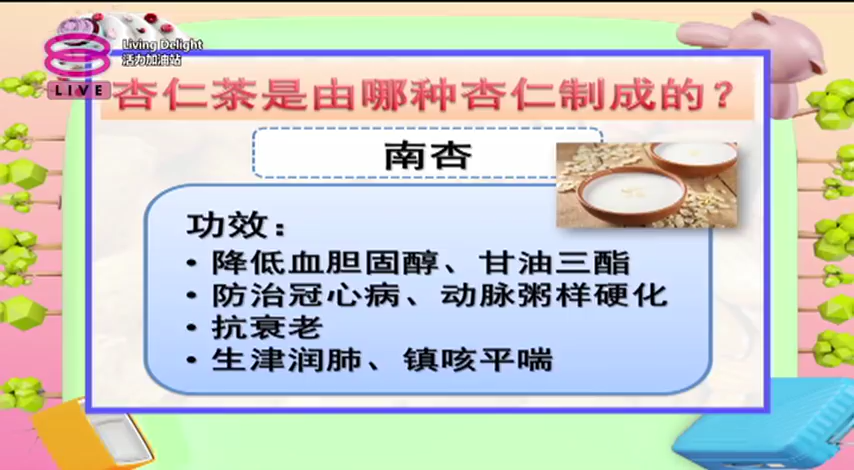 Living Delight
活力加油站
LIVE
杏仁茶是由哪种杏仁制成的？
南杏
功效：
• 降低血胆固醇、甘油三酯
• 防治冠心病、动脉粥样硬化
• 抗衰老
• 生津润肺、镇咳平喘